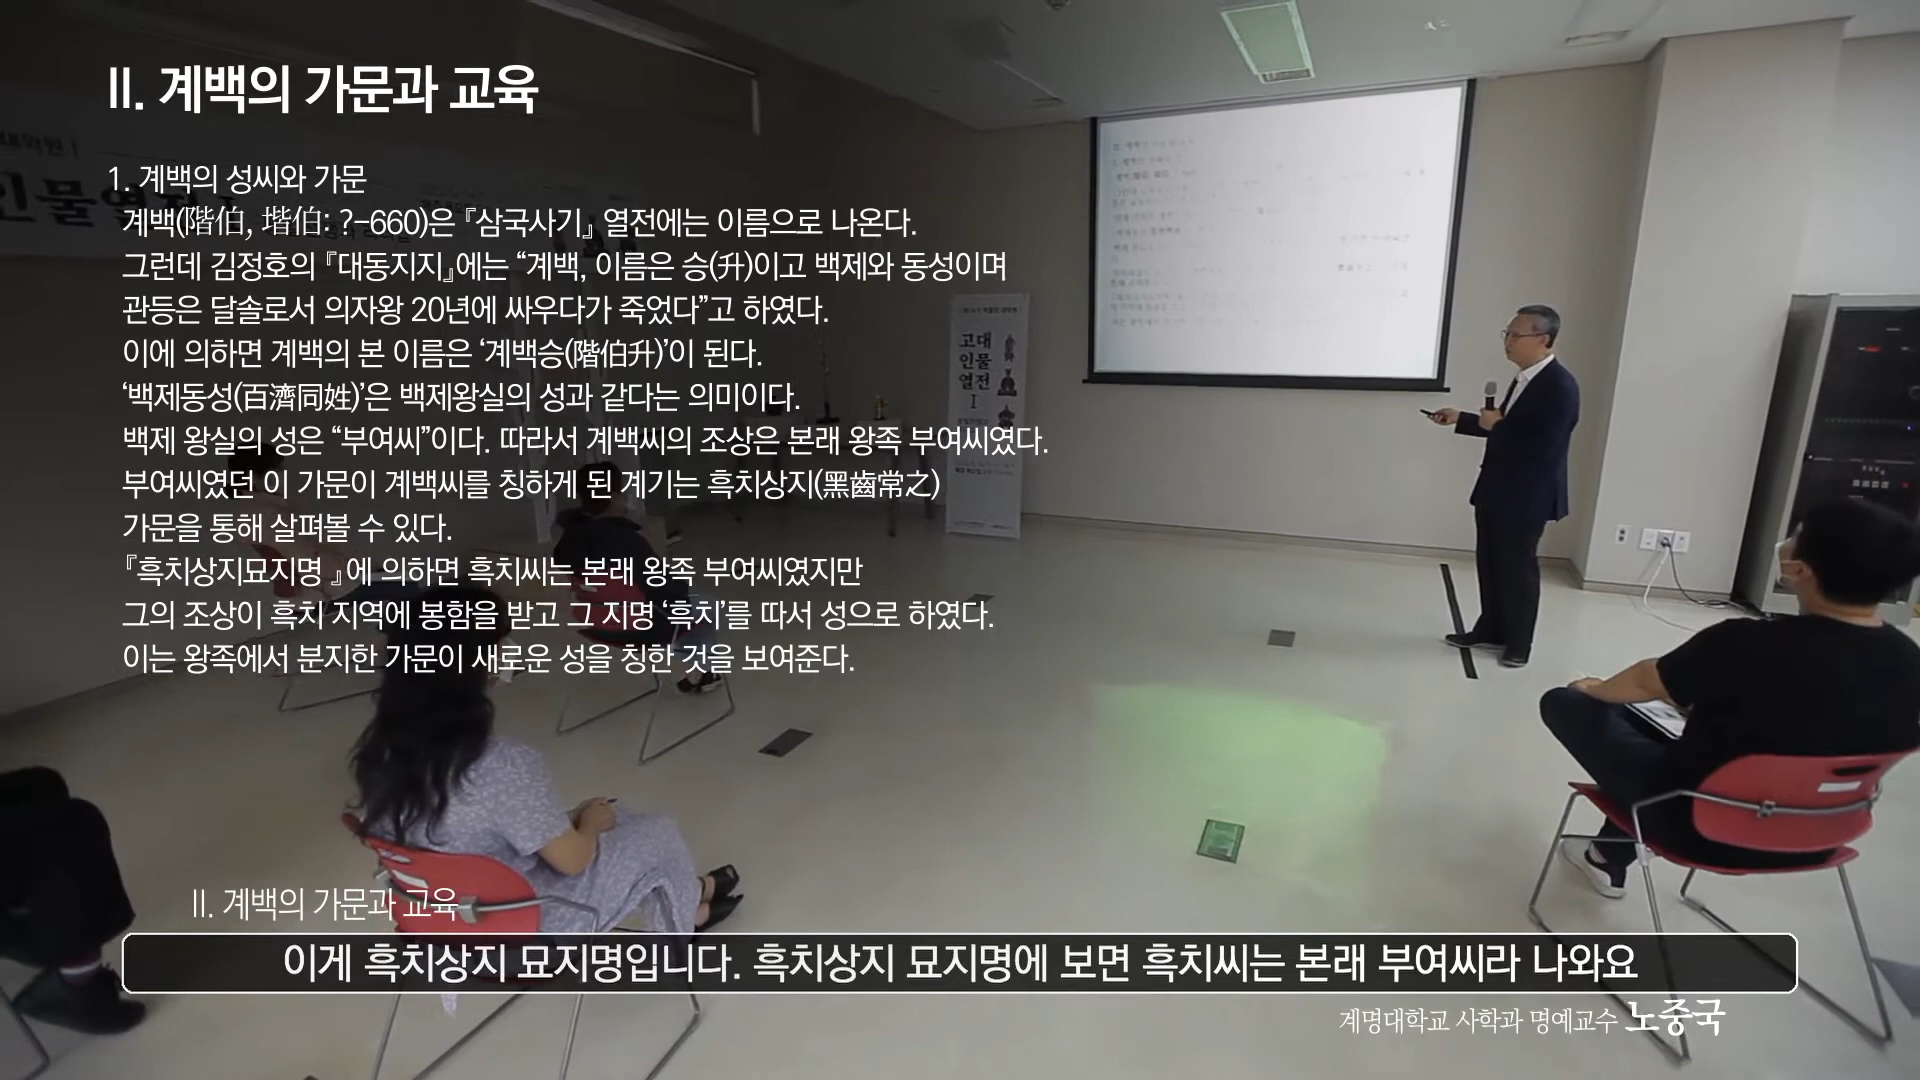 II. 계백의 가문과 교육
1. 계백의 성씨와 가문
계백(階伯, 堦伯: ?-660)은 『삼국사기』 열전에는 이름으로 나온다.
그런데 김정호의 『대동지지』에는 “계백, 이름은 승(升)이고 백제와 동성이며
관등은 달솔로서 의자왕 20년에 싸우다가 죽었다”고 하였다.
이에 의하면 계백의 본 이름은 ‘계백승(階伯升)’이 된다.
‘백제동성(百濟同姓)’은 백제왕실의 성과 같다는 의미이다.
백제 왕실의 성은 “부여씨”이다. 따라서 계백씨의 조상은 본래 왕족 부여씨였다.
부여씨였던 이 가문이 계백씨를 칭하게 된 계기는 흑치상지(黑齒常之)
가문을 통해 살펴볼 수 있다.
『흑치상지묘지명 』에 의하면 흑치씨는 본래 왕족 부여씨였지만
그의 조상이 흑치 지역에 봉함을 받고 그 지명 ‘흑치’를 따서 성으로 하였다.
이는 왕족에서 분지한 가문이 새로운 성을 칭한 것을 보여준다.
고대
인물
열전
I
II. 계백의 가문과 교육
이게 흑치상지 묘지명입니다. 흑치상지 묘지명에 보면 흑치씨는 본래 부여씨라 나와요
계명대학교 사학과 명예교수 노중국